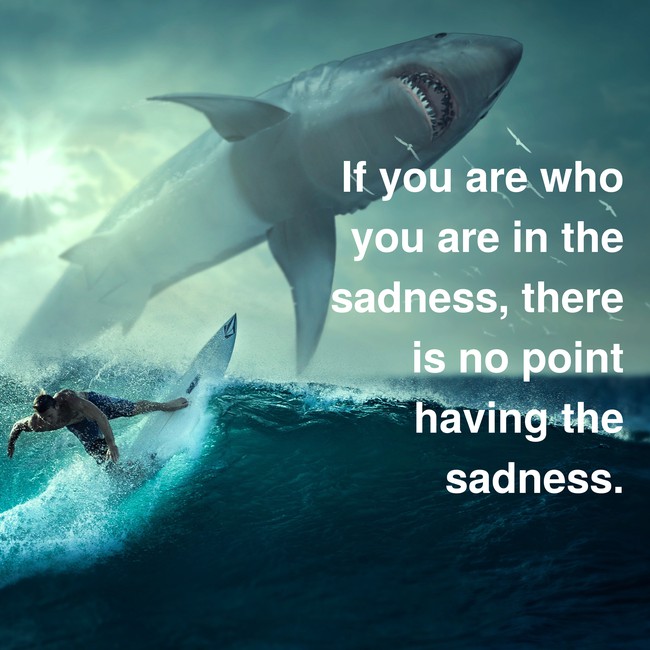 If you are who
you are in the
sadness, there
is no point
having the
sadness.